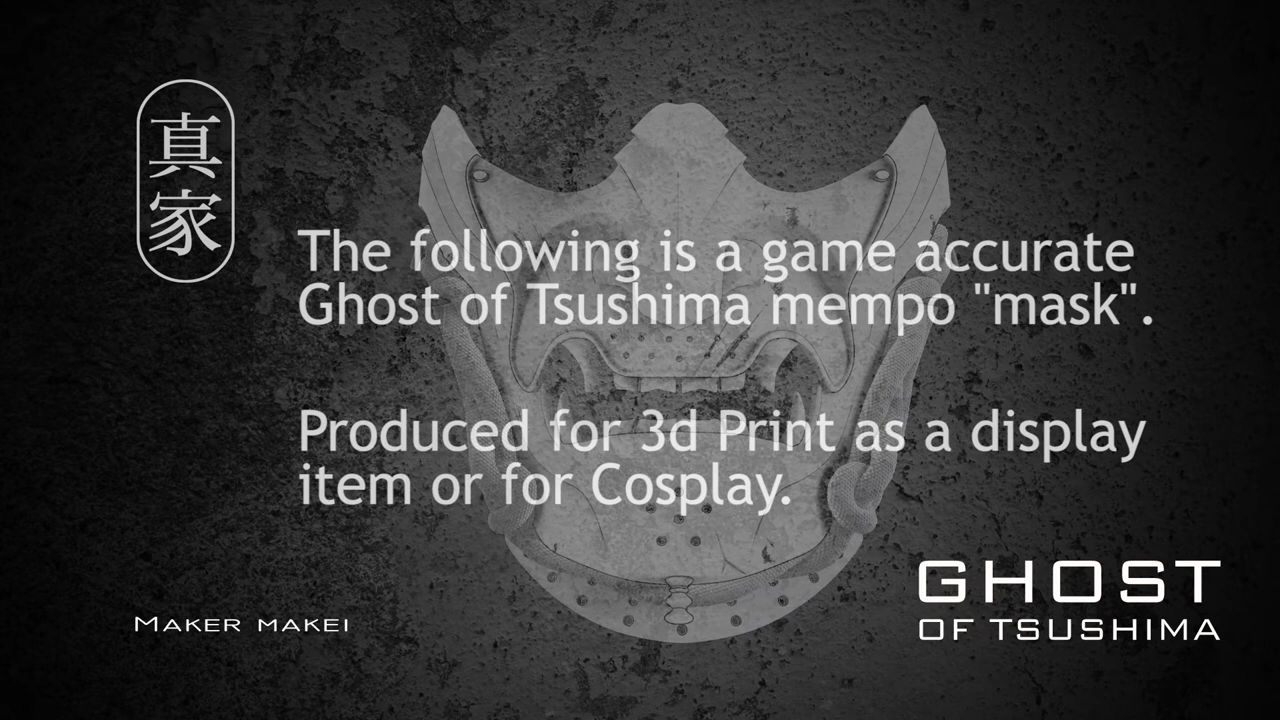 真家
The following is a game accurate
Ghost of Tsushima mempo "mask".
Produced for 3d Print as a display
item or for Cosplay.
MAKER MAKEI
GHOST
OF TSUSHIMA